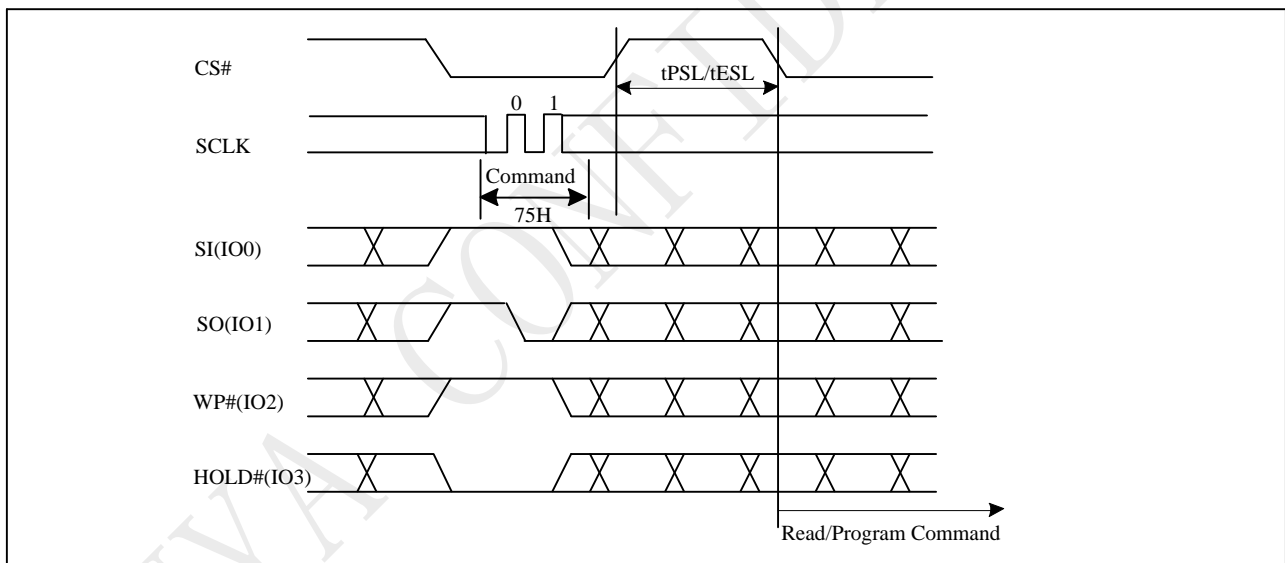 CS#
tPSL/tESL
0 1
SCLK
Command
75H
SI(IO0)
SO(IO1)
WP#(IO2)
HOLD#(IO3)
Read/Program Command